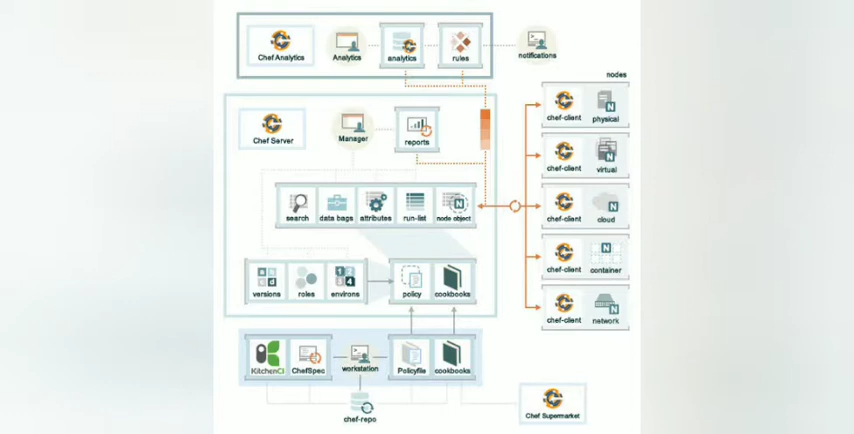 Chef Analytics
Analytics
analytics
rules
notifications
nodes
chef-client
physical
Chef Server
Manager
reports
chef-client
virtual
search
data bags
attributes
run-list
node object
chef-client
cloud
versions
roles
environs
policy
cookbooks
chef-client
container
chef-client
network
KitchenCI
ChefSpec
workstation
Policyfile
cookbooks
chef-repo
Chef Supermarket